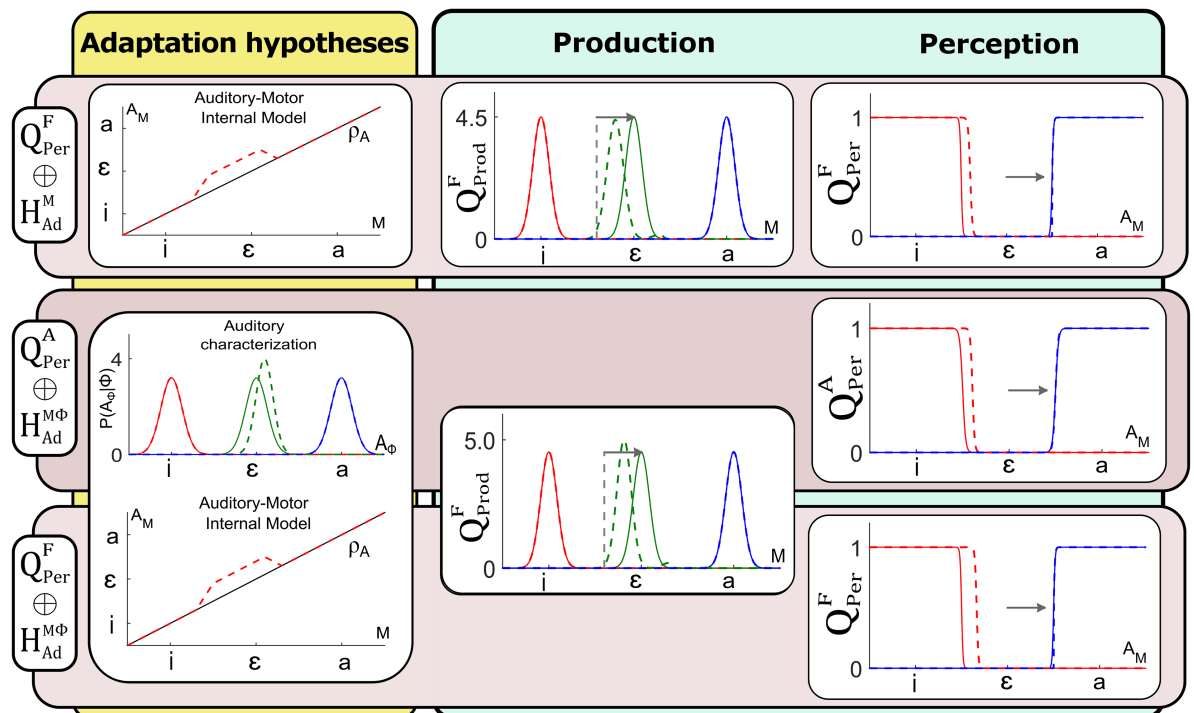 Adaptation hypotheses
Production
Perception
Q^F_Per
⊕
H^M_Ad
Auditory-Motor
Internal Model
A_M
a
ε
i
ρ_A
M
i ε a
Q^F_Prod
4.5
0
M
i ε a
Q^F_Per
1
0
A_M
i ε a
Q^A_Per
⊕
H^MΦ_Ad
Auditory
characterization
P(A_Φ|Φ)
4
0
A_Φ
i ε a
Q^A_Per
1
0
A_M
i ε a
Q^F_Prod
5.0
0
M
i ε a
Q^F_Per
⊕
H^MΦ_Ad
Auditory-Motor
Internal Model
A_M
a
ε
i
ρ_A
M
i ε a
Q^F_Per
1
0
A_M
i ε a